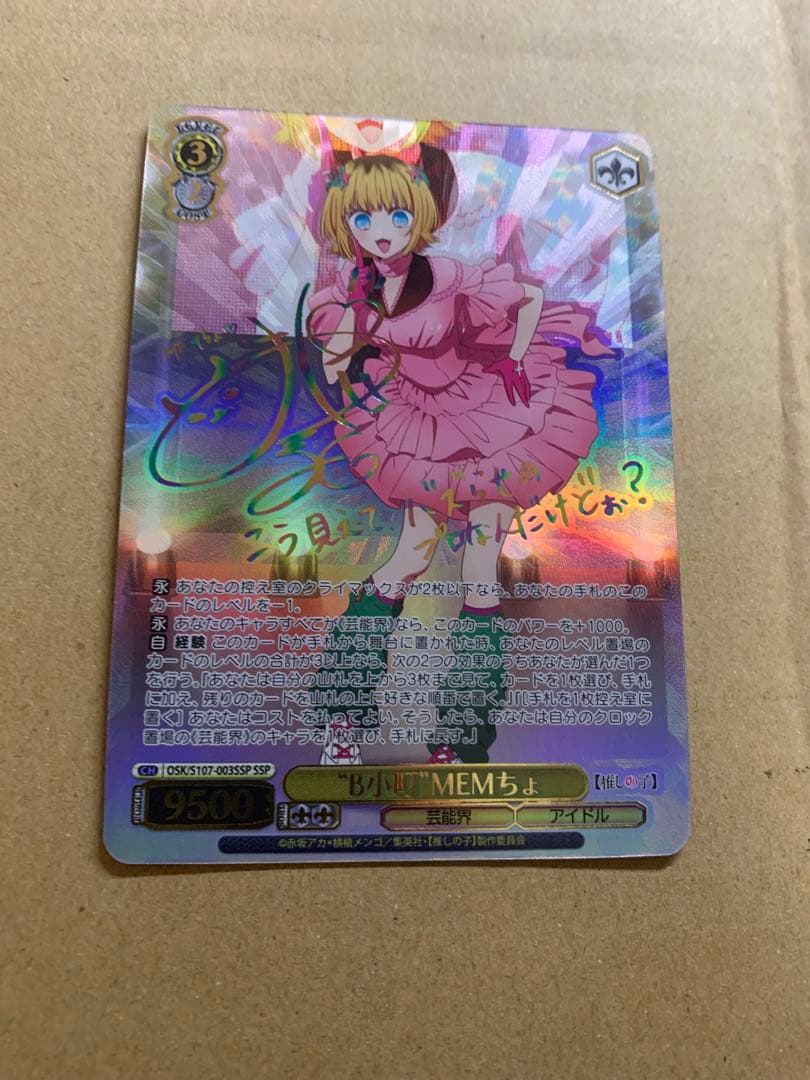 LEVEL
3
COST
こう見えて、バズらせの
プロなんだけどぉ?
永 あなたの控え室のクライマックスが2枚以下なら、あなたの手札のこの
カードのレベルを-1。
永 あなたのキャラすべてが《芸能界》なら、このカードのパワーを+1000。
自 経験 このカードが手札から舞台に置かれた時、あなたのレベル置場の
カードのレベルの合計が3以上なら、次の2つの効果のうちあなたが選んだ1つ
を行う。『あなたは自分の山札を上から3枚まで見て、カードを1枚選び、手札
に加え、残りのカードを山札の上に好きな順番で置く。』『[手札を1枚控え室に
置く] あなたはコストを払ってよい。そうしたら、あなたは自分のクロック
置場の《芸能界》のキャラを1枚選び、手札に戻す。』
CH OSK/S107-003SSP SSP
"B小町"MEMちょ
【推しの子】
9500
芸能界 アイドル
©赤坂アカ×横槍メンゴ/集英社・【推しの子】製作委員会